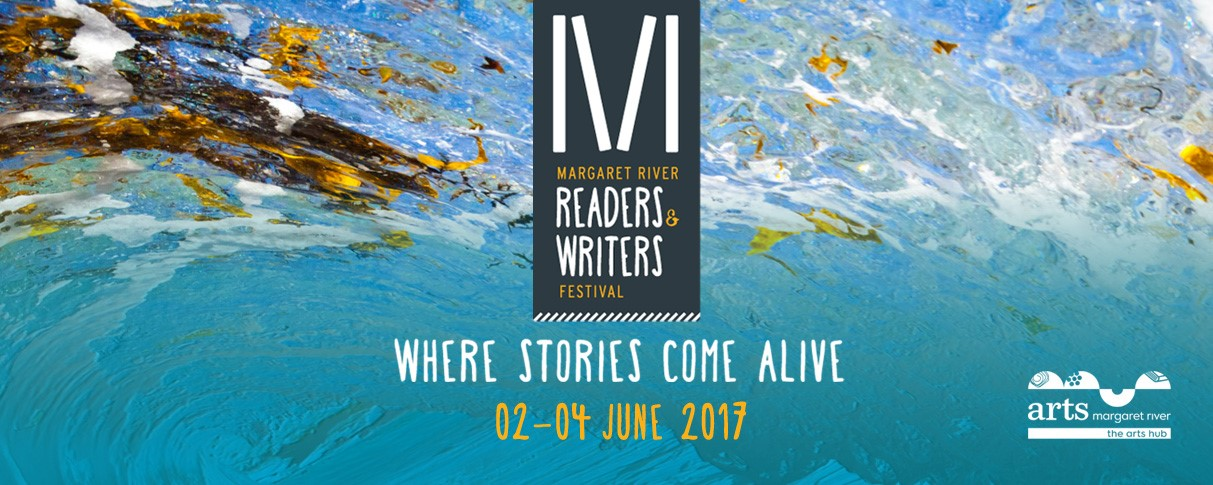 MARGARET RIVER
READERS &
WRITERS
FESTIVAL
WHERE STORIES COME ALIVE
02-04 JUNE 2017
arts margaret river
the arts hub